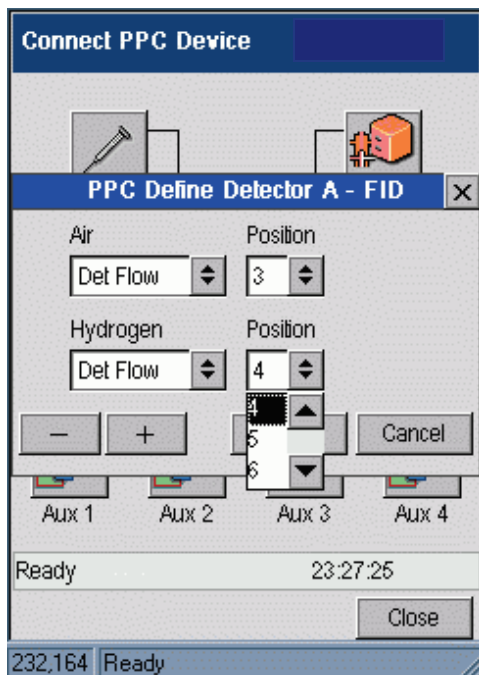 Connect PPC Device
PPC Define Detector A - FID
Air Position
Det Flow 3
Hydrogen Position
Det Flow 4
4
5
6
− + Cancel
Aux 1 Aux 2 Aux 3 Aux 4
Ready 23:27:25
Close
232,164 Ready